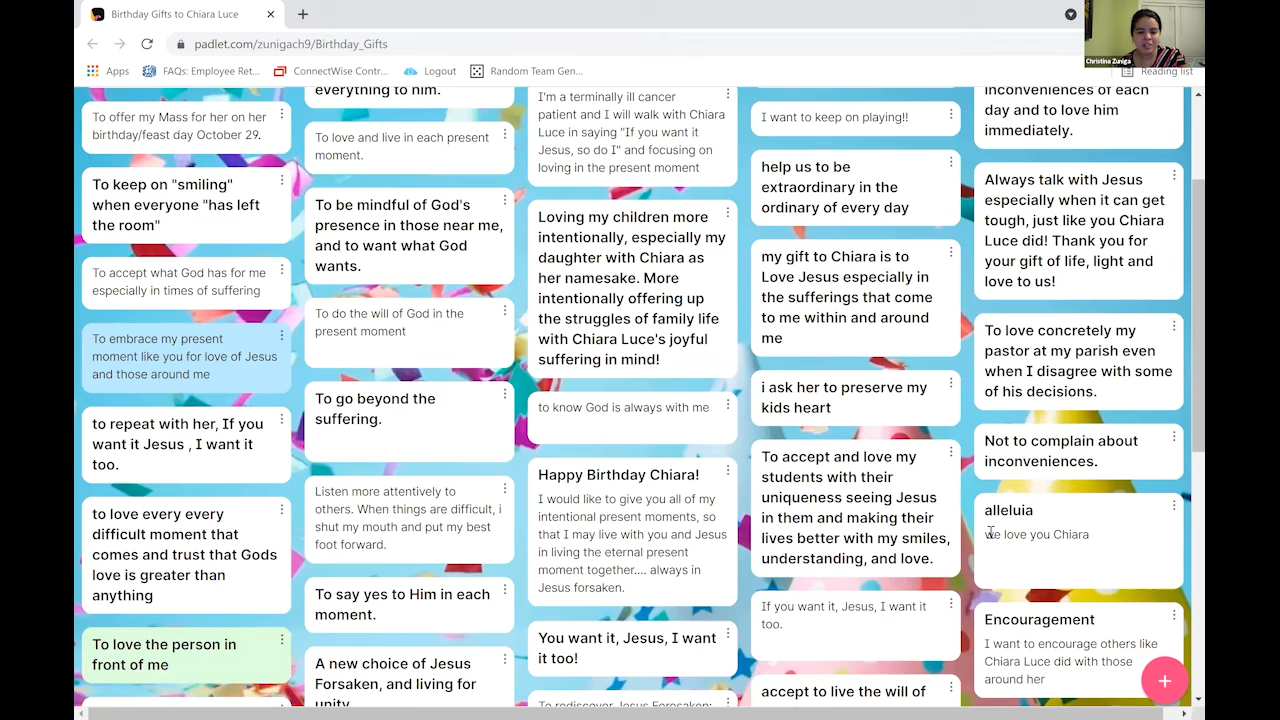 Birthday Gifts to Chiara Luce
padlet.com/zunigach9/Birthday_Gifts
Christina Zuniga
Apps
FAQs: Employee Ret...
ConnectWise Contr...
Logout
Random Team Gen...
Reading list
To offer my Mass for her on her
birthday/feast day October 29.
To keep on "smiling"
when everyone "has left
the room"
To accept what God has for me
especially in times of suffering
To embrace my present
moment like you for love of Jesus
and those around me
to repeat with her, If you
want it Jesus , I want it
too.
to love every every
difficult moment that
comes and trust that Gods
love is greater than
anything
To love the person in
front of me
everything to him.
To love and live in each present
moment.
To be mindful of God's
presence in those near me,
and to want what God
wants.
To do the will of God in the
present moment
To go beyond the
suffering.
Listen more attentively to
others. When things are difficult, i
shut my mouth and put my best
foot forward.
To say yes to Him in each
moment.
A new choice of Jesus
Forsaken, and living for
unity
I'm a terminally ill cancer
patient and I will walk with Chiara
Luce in saying "If you want it
Jesus, so do I" and focusing on
loving in the present moment
Loving my children more
intentionally, especially my
daughter with Chiara as
her namesake. More
intentionally offering up
the struggles of family life
with Chiara Luce's joyful
suffering in mind!
to know God is always with me
Happy Birthday Chiara!
I would like to give you all of my
intentional present moments, so
that I may live with you and Jesus
in living the eternal present
moment together.... always in
Jesus forsaken.
You want it, Jesus, I want
it too!
To rediscover Jesus Forsaken:
I want to keep on playing!!
help us to be
extraordinary in the
ordinary of every day
my gift to Chiara is to
Love Jesus especially in
the sufferings that come
to me within and around
me
i ask her to preserve my
kids heart
To accept and love my
students with their
uniqueness seeing Jesus
in them and making their
lives better with my smiles,
understanding, and love.
If you want it, Jesus, I want it
too.
accept to live the will of
inconveniences of each
day and to love him
immediately.
Always talk with Jesus
especially when it can get
tough, just like you Chiara
Luce did! Thank you for
your gift of life, light and
love to us!
To love concretely my
pastor at my parish even
when I disagree with some
of his decisions.
Not to complain about
inconveniences.
alleluia
we love you Chiara
Encouragement
I want to encourage others like
Chiara Luce did with those
around her